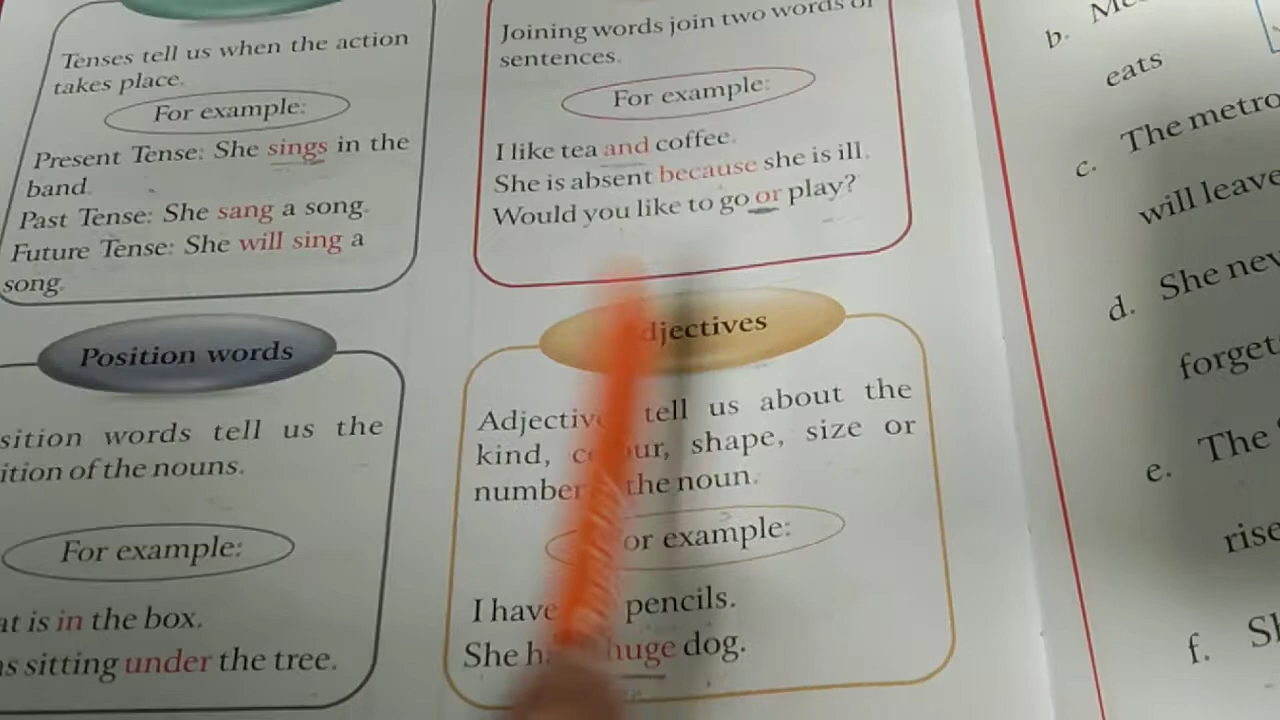 Tenses tell us when the action
takes place.
For example:
Present Tense: She sings in the
band.
Past Tense: She sang a song.
Future Tense: She will sing a
song.
Joining words join two words or
sentences.
For example:
I like tea and coffee.
She is absent because she is ill.
Would you like to go or play?
Position words
sition words tell us the
ition of the nouns.
For example:
at is in the box.
s sitting under the tree.
djectives
Adjectiv tell us about the
kind, shape, size or
number the noun.
or example:
I have pencils.
She huge dog.
b.
eats
c. The metro
will leave
d. She nev
forget
e. The
rise
f. Sh